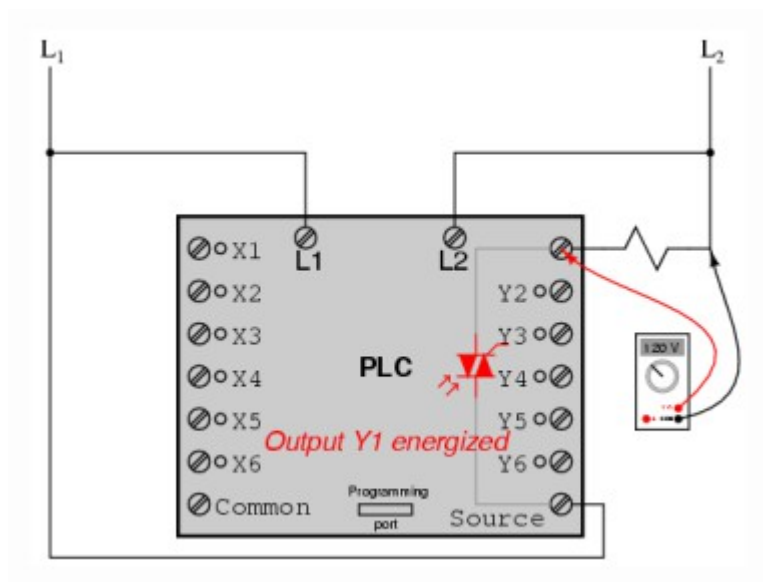 L1 L2
X1 L1 L2
X2 Y2
X3 Y3
120 V
X4 PLC Y4
X5 Y5
Output Y1 energized
X6 Y6
Programming
Common port Source